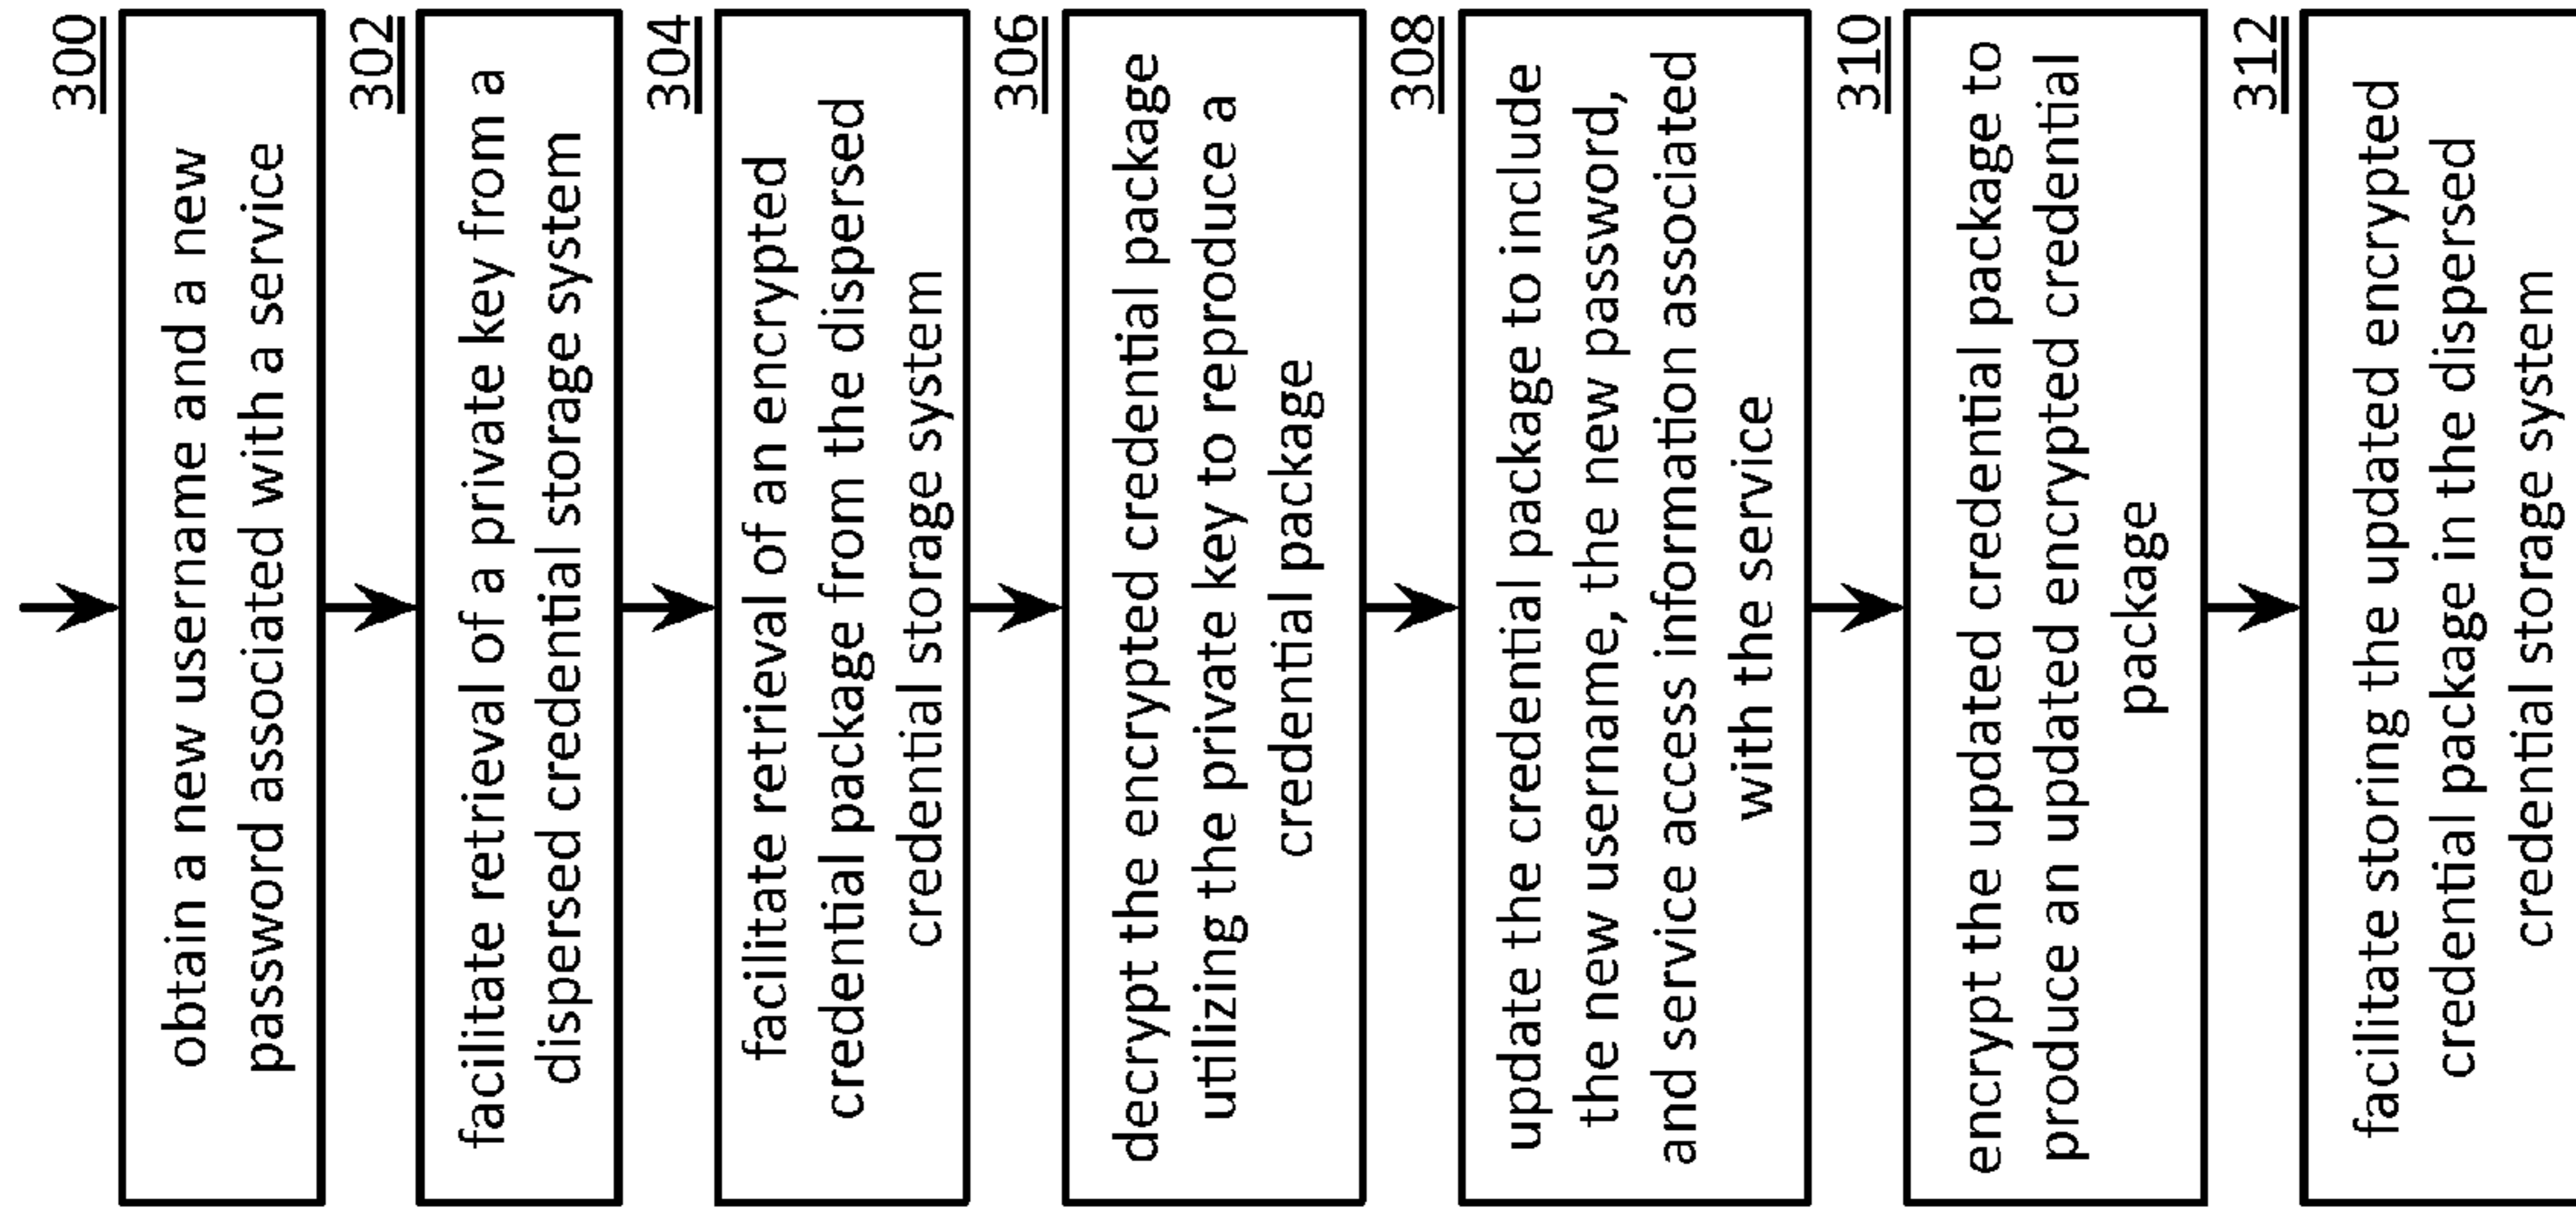 300
obtain a new username and a new
password associated with a service
302
facilitate retrieval of a private key from a
dispersed credential storage system
304
facilitate retrieval of an encrypted
credential package from the dispersed
credential storage system
306
decrypt the encrypted credential package
utilizing the private key to reproduce a
credential package
308
update the credential package to include
the new username, the new password,
and service access information associated
with the service
310
encrypt the updated credential package to
produce an updated encrypted credential
package
312
facilitate storing the updated encrypted
credential package in the dispersed
credential storage system